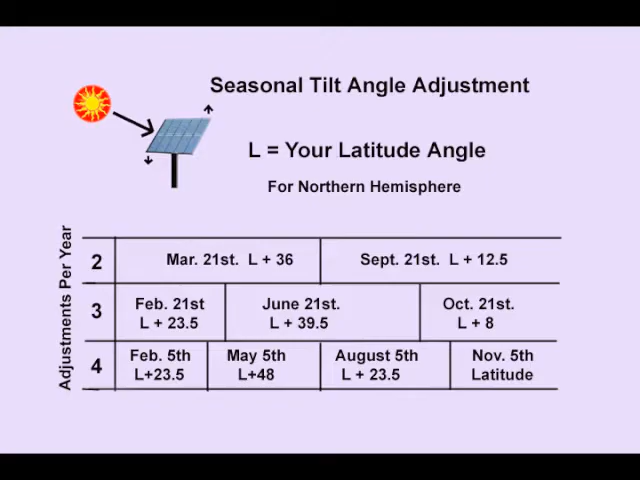 Seasonal Tilt Angle Adjustment
L = Your Latitude Angle
For Northern Hemisphere
Adjustments Per Year
2
Mar. 21st. L + 36
Sept. 21st. L + 12.5
3
Feb. 21st
L + 23.5
June 21st.
L + 39.5
Oct. 21st.
L + 8
4
Feb. 5th
L+23.5
May 5th
L+48
August 5th
L + 23.5
Nov. 5th
Latitude